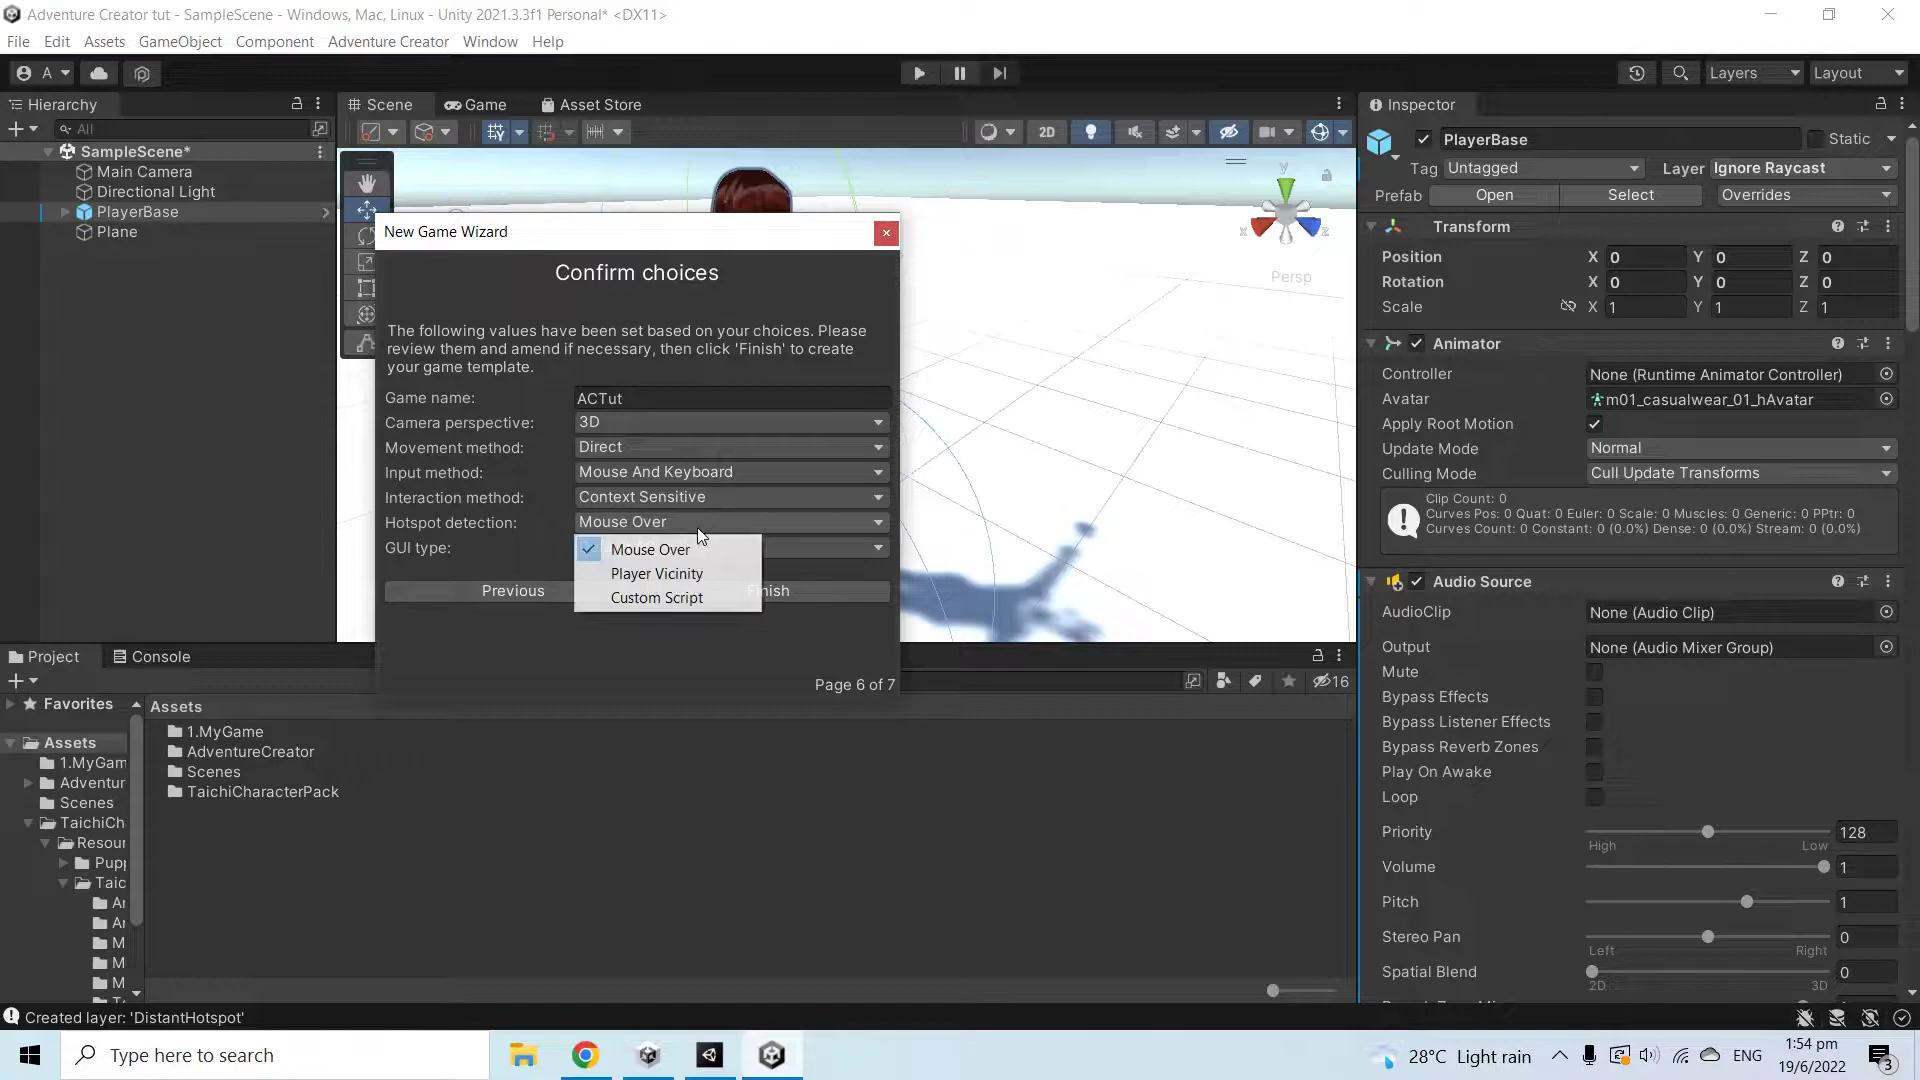 Adventure Creator tut - SampleScene - Windows, Mac, Linux - Unity 2021.3.3f1 Personal* <DX11>
File Edit Assets GameObject Component Adventure Creator Window Help
A
Layers Layout
Hierarchy
All
SampleScene*
Main Camera
Directional Light
PlayerBase
Plane
Scene Game Asset Store
2D
y
x
z
Persp
New Game Wizard
Confirm choices
The following values have been set based on your choices. Please
review them and amend if necessary, then click 'Finish' to create
your game template.
Game name: ACTut
Camera perspective: 3D
Movement method: Direct
Input method: Mouse And Keyboard
Interaction method: Context Sensitive
Hotspot detection: Mouse Over
GUI type:
Mouse Over
Player Vicinity
Custom Script
Previous
Page 6 of 7
Inspector
PlayerBase Static
Tag Untagged Layer Ignore Raycast
Prefab Open Select Overrides
Transform
Position X 0 Y 0 Z 0
Rotation X 0 Y 0 Z 0
Scale X 1 Y 1 Z 1
Animator
Controller None (Runtime Animator Controller)
Avatar m01_casualwear_01_hAvatar
Apply Root Motion
Update Mode Normal
Culling Mode Cull Update Transforms
Clip Count: 0
Curves Pos: 0 Quat: 0 Euler: 0 Scale: 0 Muscles: 0 Generic: 0 PPtr: 0
Curves Count: 0 Constant: 0 (0.0%) Dense: 0 (0.0%) Stream: 0 (0.0%)
Audio Source
AudioClip None (Audio Clip)
Output None (Audio Mixer Group)
Mute
Bypass Effects
Bypass Listener Effects
Bypass Reverb Zones
Play On Awake
Loop
Priority 128
High Low
Volume 1
Pitch 1
Stereo Pan 0
Left Right
Spatial Blend 0
2D 3D
Project Console
16
Favorites
Assets
1.MyGam
Adventur
Scenes
TaichiCh
Resour
Pupp
Taic
Ar
Ar
M
M
M
Assets
1.MyGame
AdventureCreator
Scenes
TaichiCharacterPack
Created layer: 'DistantHotspot'
Type here to search
28°C Light rain
ENG
1:54 pm
19/6/2022
3